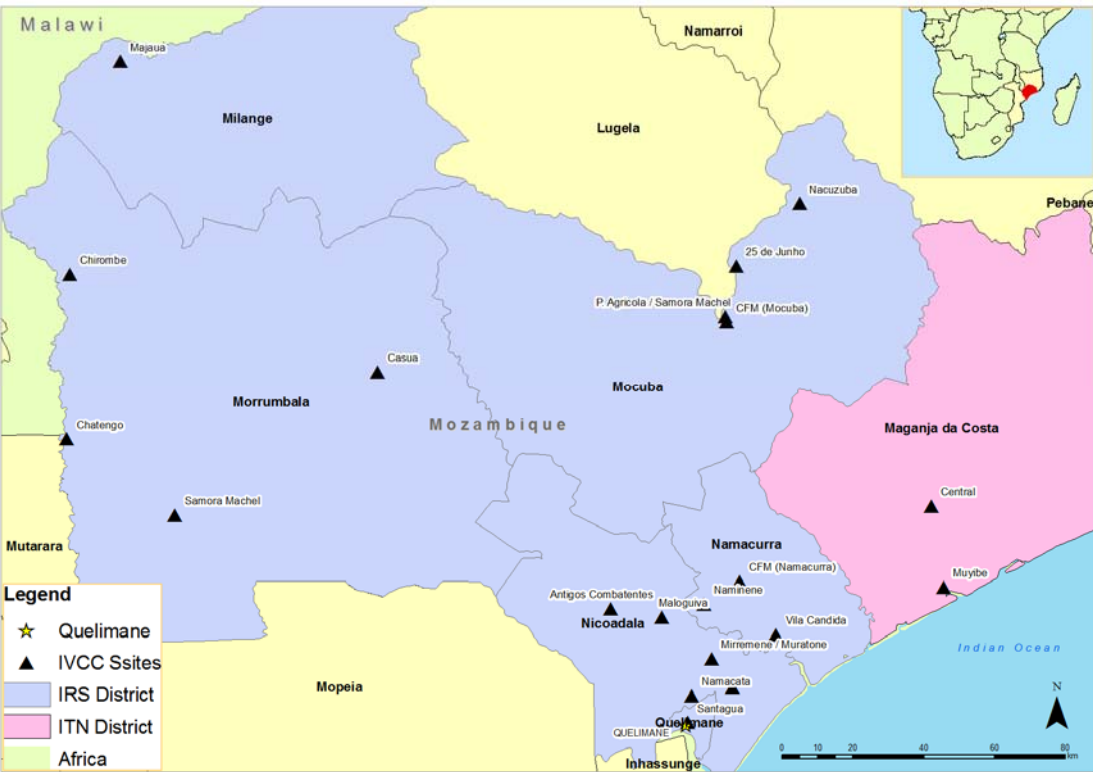 Malawi
Majaua
Namarroi
Milange
Lugela
Nacuzuba
Pebane
25 de Junho
Chirombe
P. Agricola / Samora Machel
CFM (Mocuba)
Casua
Mocuba
Morrumbala
Mozambique
Chatengo
Maganja da Costa
Samora Machel
Central
Mutarara
Namacurra
CFM (Namacurra)
Muyibe
Naminene
Antigos Combatentes
Maloguiva
Nicoadala
Vila Candida
Mirremene / Muratone
Indian Ocean
Mopeia
Namacata
Santagua
Quelimane
QUELIMANE
Inhassunge
Legend
Quelimane
IVCC Ssites
IRS District
ITN District
Africa
N
0 10 20 40 60 80
km